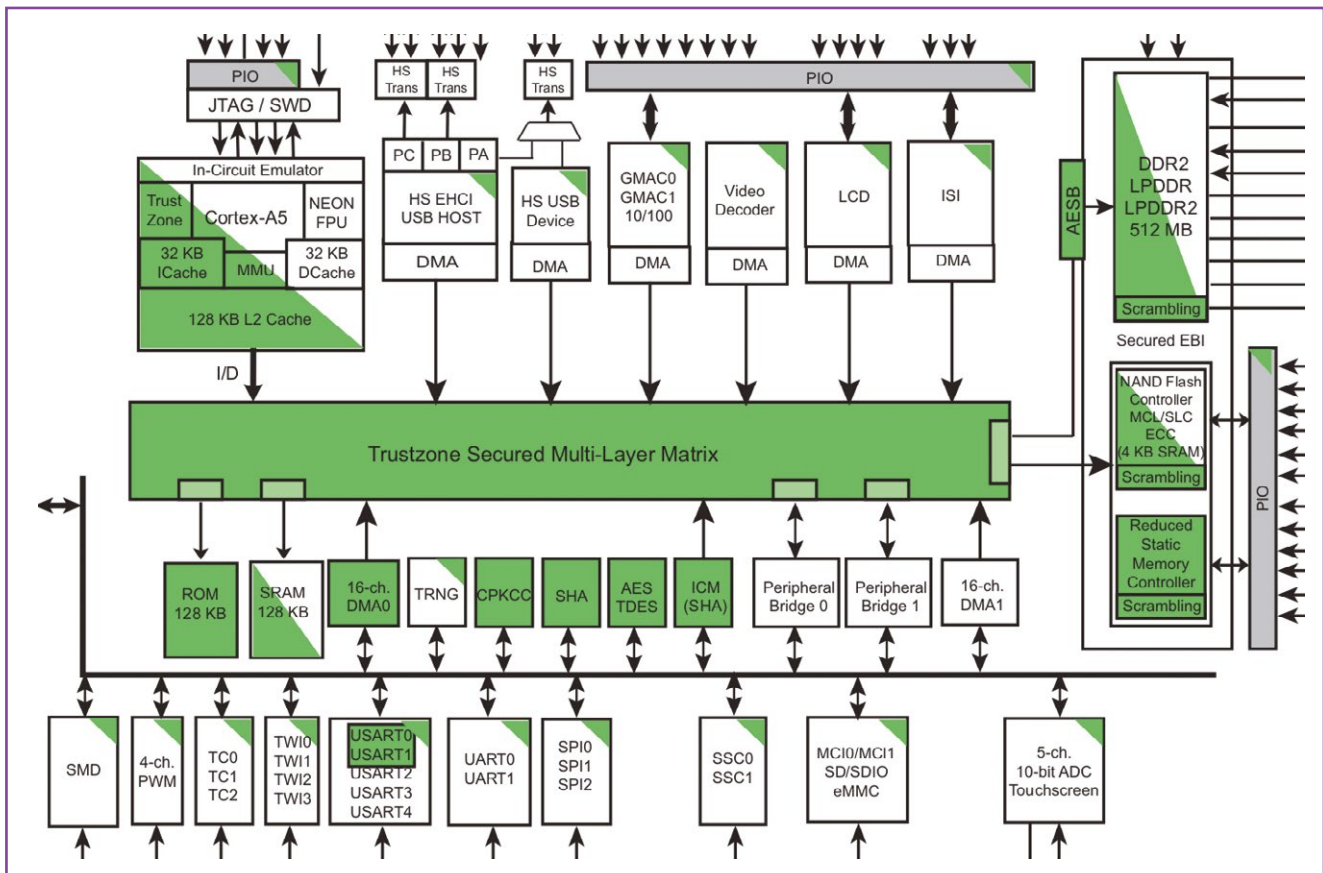 PIO
JTAG / SWD
In-Circuit Emulator
Trust
Zone
Cortex-A5
NEON
FPU
32 KB
ICache
MMU
32 KB
DCache
128 KB L2 Cache
I/D
HS
Trans
HS
Trans
PC
PB
PA
HS EHCI
USB HOST
DMA
HS
Trans
HS USB
Device
DMA
PIO
GMAC0
GMAC1
10/100
DMA
Video
Decoder
DMA
LCD
DMA
ISI
DMA
AESB
DDR2
LPDDR
LPDDR2
512 MB
Scrambling
Secured EBI
NAND Flash
Controller
MCL/SLC
ECC
(4 KB SRAM)
Scrambling
Reduced
Static
Memory
Controller
Scrambling
PIO
Trustzone Secured Multi-Layer Matrix
ROM
128 KB
SRAM
128 KB
16-ch.
DMA0
TRNG
CPKCC
SHA
AES
TDES
ICM
(SHA)
Peripheral
Bridge 0
Peripheral
Bridge 1
16-ch.
DMA1
SMD
4-ch.
PWM
TC0
TC1
TC2
TWI0
TWI1
TWI2
TWI3
USART0
USART1
USART2
USART3
USART4
UART0
UART1
SPI0
SPI1
SPI2
SSC0
SSC1
MCI0/MCI1
SD/SDIO
eMMC
5-ch.
10-bit ADC
Touchscreen